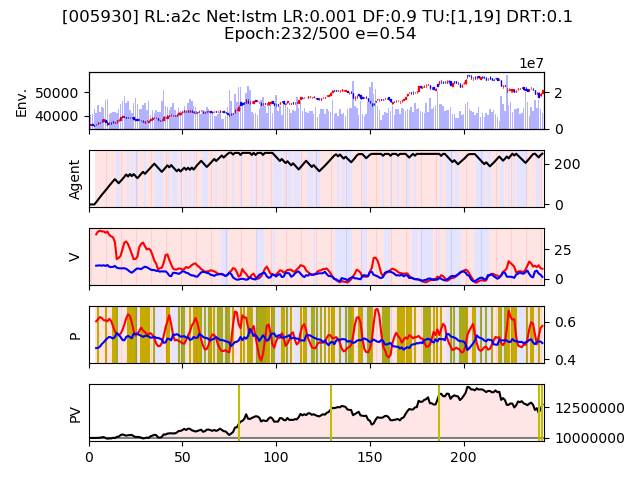 [005930] RL:a2c Net:lstm LR:0.001 DF:0.9 TU:[1,19] DRT:0.1
Epoch:232/500 e=0.54
1e7
Env.
50000
40000
2
0
Agent
200
0
V
25
0
P
0.6
0.4
PV
12500000
10000000
0
50
100
150
200